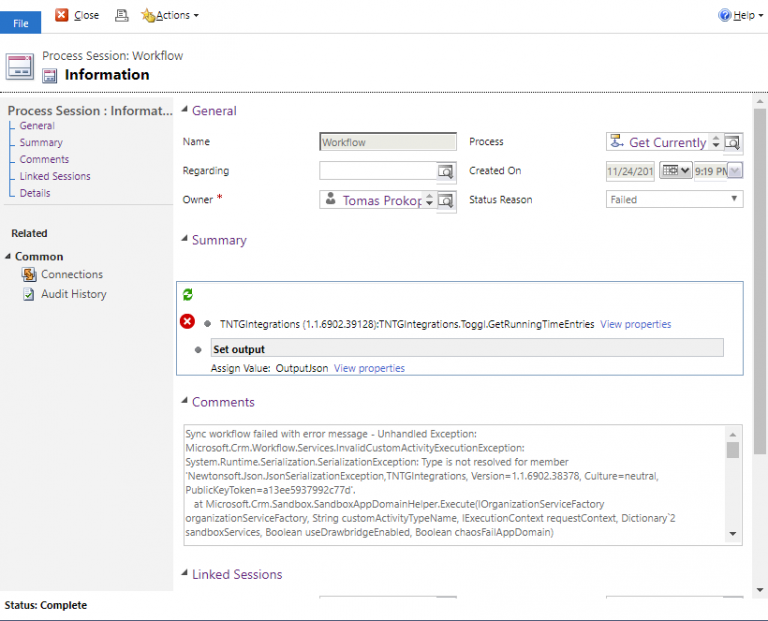 File
Close
Actions
Help
Process Session: Workflow
Information
Process Session : Informat...
General
Summary
Comments
Linked Sessions
Details
Related
Common
Connections
Audit History
General
Name Workflow Process Get Currently
Regarding Created On 11/24/201 9:19 PM
Owner * Tomas Prokop Status Reason Failed
Summary
TNTGIntegrations (1.1.6902.39128):TNTGIntegrations.Toggl.GetRunningTimeEntries View properties
Set output
Assign Value: OutputJson View properties
Comments
Sync workflow failed with error message - Unhandled Exception:
Microsoft.Crm.Workflow.Services.InvalidCustomActivityExecutionException:
System.Runtime.Serialization.SerializationException: Type is not resolved for member
'Newtonsoft.Json.JsonSerializationException,TNTGIntegrations, Version=1.1.6902.38378, Culture=neutral,
PublicKeyToken=a13ee5937992c77d'.
at Microsoft.Crm.Sandbox.SandboxAppDomainHelper.Execute(IOrganizationServiceFactory
organizationServiceFactory, String customActivityTypeName, IExecutionContext requestContext, Dictionary`2
sandboxServices, Boolean useDrawbridgeEnabled, Boolean chaosFailAppDomain)
Linked Sessions
Status: Complete